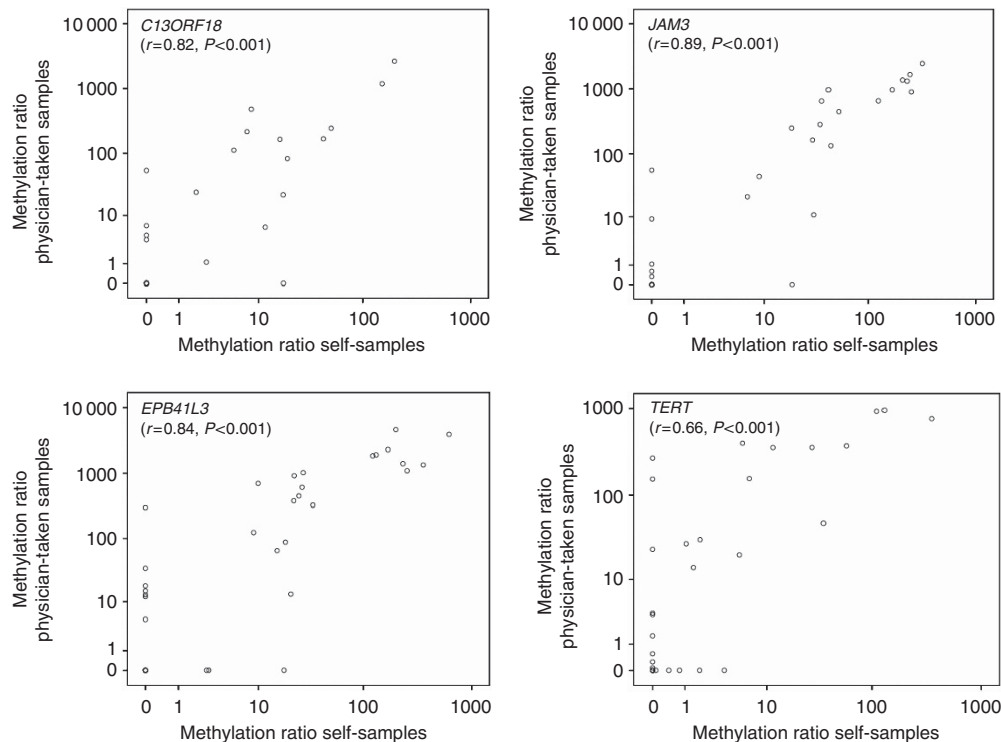 C13ORF18
(r=0.82, P<0.001)
10 000
1000
100
10
1
0
Methylation ratio
physician-taken samples
0 1 10 100 1000
Methylation ratio self-samples
JAM3
(r=0.89, P<0.001)
10 000
1000
100
10
1
0
Methylation ratio
physician-taken samples
0 1 10 100 1000
Methylation ratio self-samples
EPB41L3
(r=0.84, P<0.001)
10 000
1000
100
10
1
0
Methylation ratio
physician-taken samples
0 1 10 100 1000
Methylation ratio self-samples
TERT
(r=0.66, P<0.001)
1000
100
10
1
0
Methylation ratio
physician-taken samples
0 1 10 100 1000
Methylation ratio self-samples